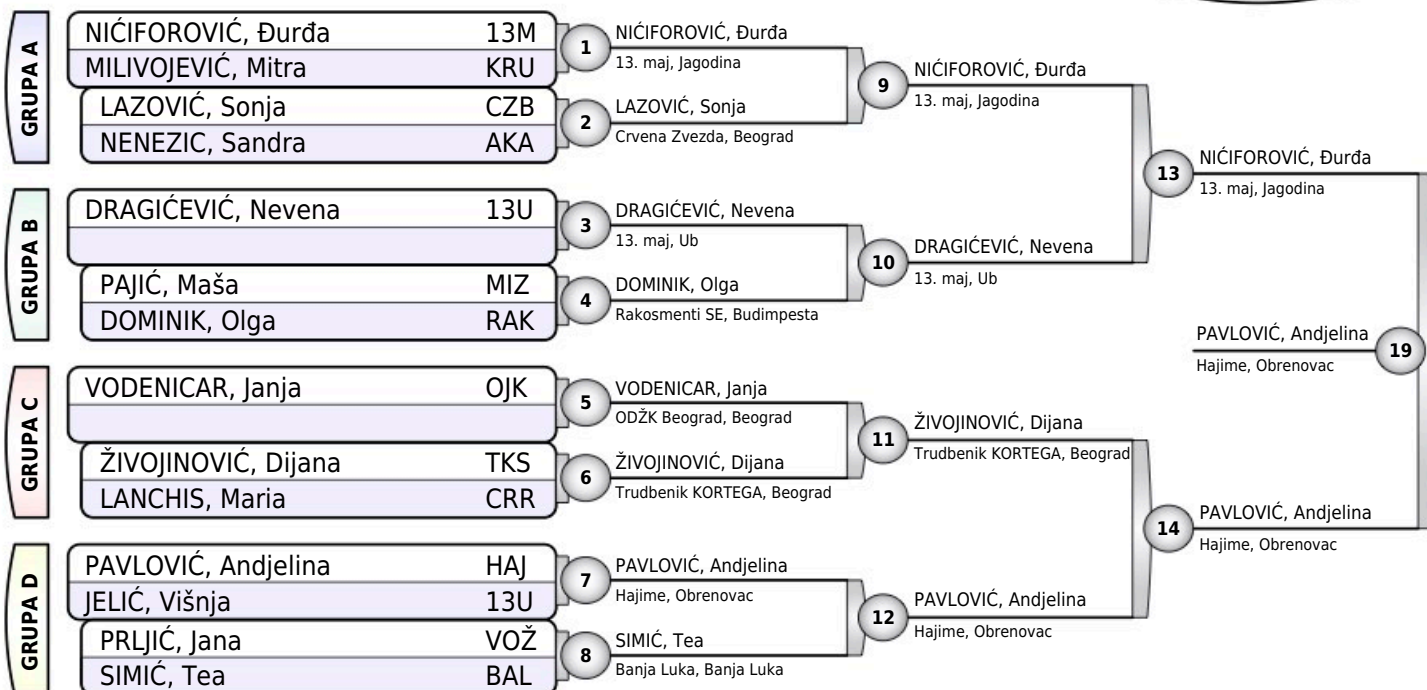 GRUPA A
NIĆIFOROVIĆ, Đurđa 13M
MILIVOJEVIĆ, Mitra KRU
LAZOVIĆ, Sonja CZB
NENEZIC, Sandra AKA
1
NIĆIFOROVIĆ, Đurđa
13. maj, Jagodina
2
LAZOVIĆ, Sonja
Crvena Zvezda, Beograd
9
NIĆIFOROVIĆ, Đurđa
13. maj, Jagodina
GRUPA B
DRAGIĆEVIĆ, Nevena 13U
PAJIĆ, Maša MIZ
DOMINIK, Olga RAK
3
DRAGIĆEVIĆ, Nevena
13. maj, Ub
4
DOMINIK, Olga
Rakosmenti SE, Budimpesta
10
DRAGIĆEVIĆ, Nevena
13. maj, Ub
13
NIĆIFOROVIĆ, Đurđa
13. maj, Jagodina
GRUPA C
VODENICAR, Janja OJK
ŽIVOJINOVIĆ, Dijana TKS
LANCHIS, Maria CRR
5
VODENICAR, Janja
ODŽK Beograd, Beograd
6
ŽIVOJINOVIĆ, Dijana
Trudbenik KORTEGA, Beograd
11
ŽIVOJINOVIĆ, Dijana
Trudbenik KORTEGA, Beograd
GRUPA D
PAVLOVIĆ, Andjelina HAJ
JELIĆ, Višnja 13U
PRLJIĆ, Jana VOŽ
SIMIĆ, Tea BAL
7
PAVLOVIĆ, Andjelina
Hajime, Obrenovac
8
SIMIĆ, Tea
Banja Luka, Banja Luka
12
PAVLOVIĆ, Andjelina
Hajime, Obrenovac
14
PAVLOVIĆ, Andjelina
Hajime, Obrenovac
PAVLOVIĆ, Andjelina
Hajime, Obrenovac
19